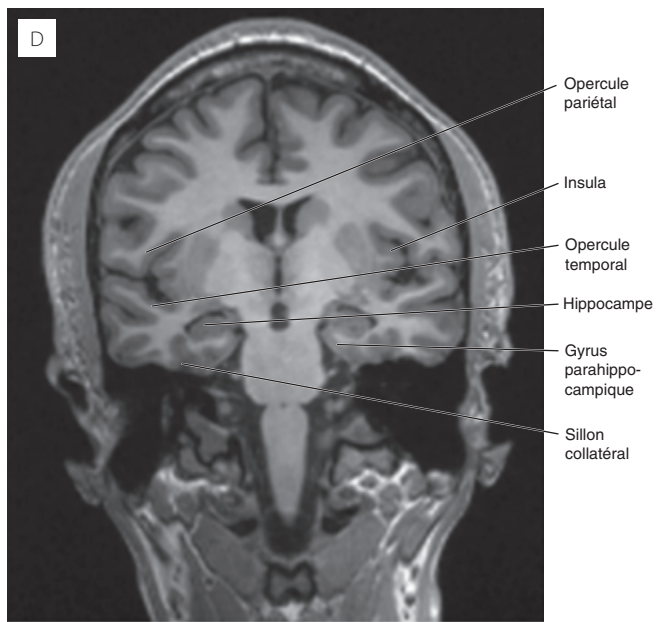 D
Opercule
pariétal
Insula
Opercule
temporal
Hippocampe
Gyrus
parahippo-
campique
Sillon
collatéral